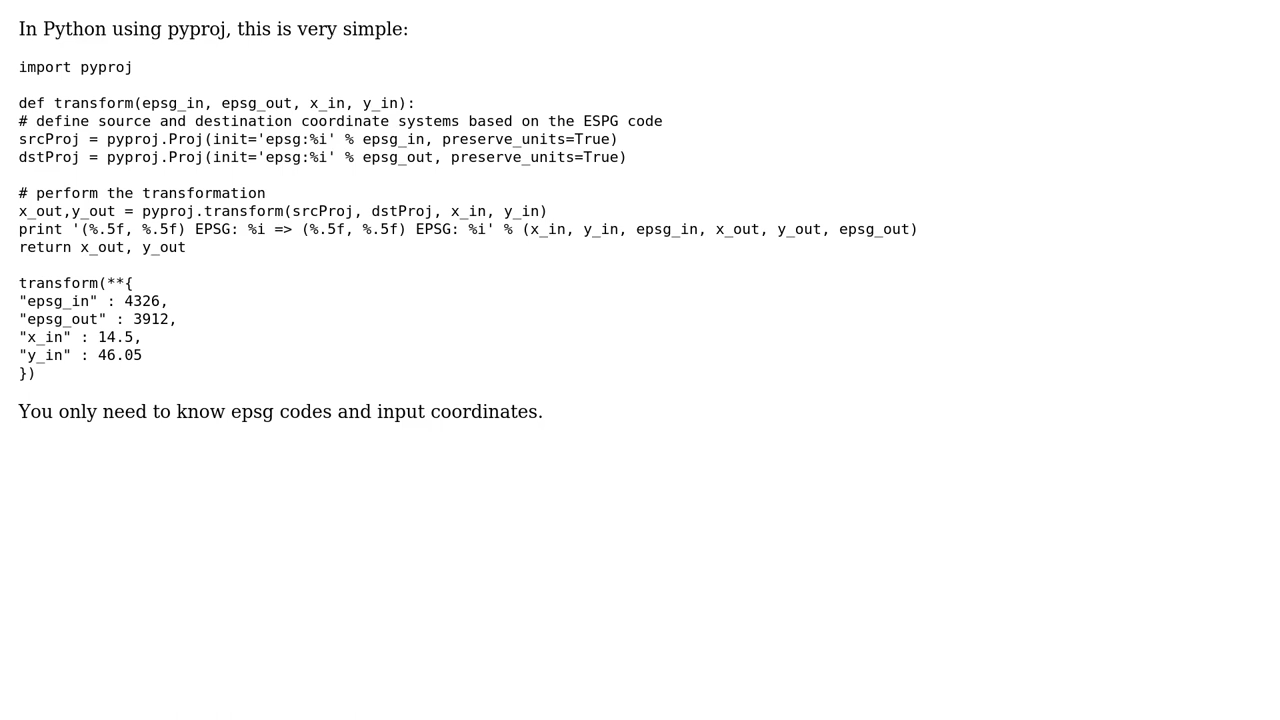 In Python using pyproj, this is very simple:
import pyproj
def transform(epsg_in, epsg_out, x_in, y_in):
# define source and destination coordinate systems based on the ESPG code
srcProj = pyproj.Proj(init='epsg:%i' % epsg_in, preserve_units=True)
dstProj = pyproj.Proj(init='epsg:%i' % epsg_out, preserve_units=True)
# perform the transformation
x_out,y_out = pyproj.transform(srcProj, dstProj, x_in, y_in)
print '(%.5f, %.5f) EPSG: %i => (%.5f, %.5f) EPSG: %i' % (x_in, y_in, epsg_in, x_out, y_out, epsg_out)
return x_out, y_out
transform(**{
"epsg_in" : 4326,
"epsg_out" : 3912,
"x_in" : 14.5,
"y_in" : 46.05
})
You only need to know epsg codes and input coordinates.